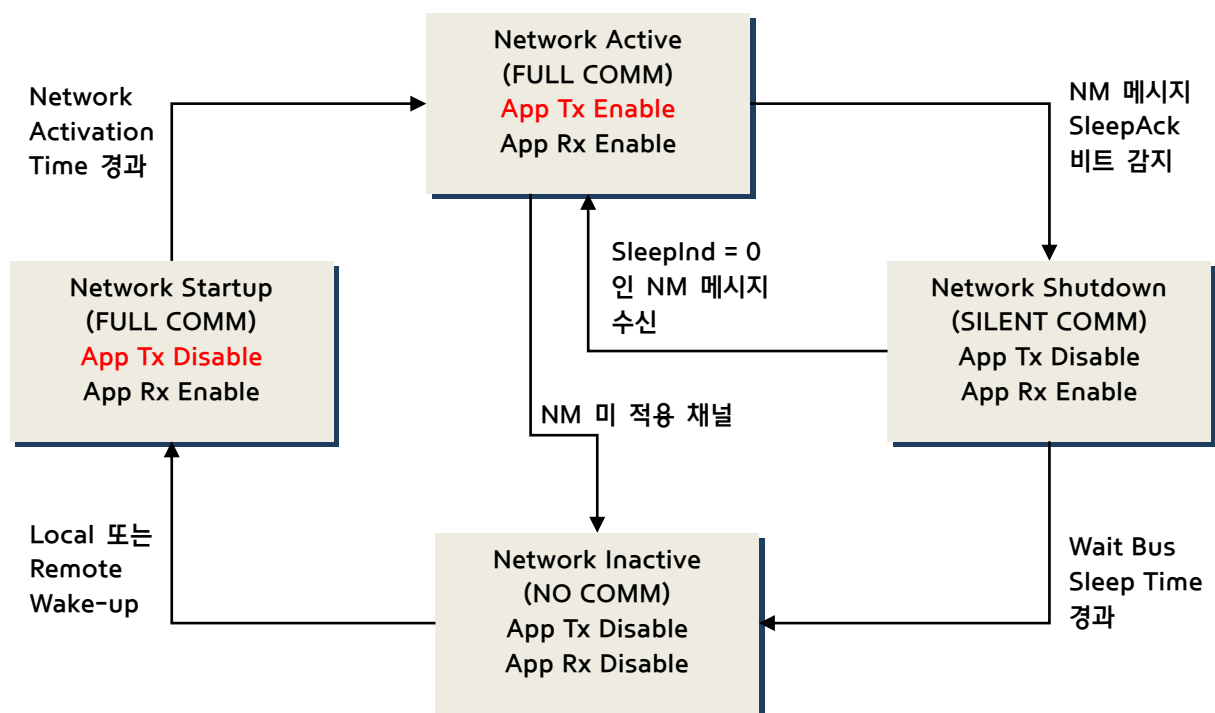 Network Active
(FULL COMM)
App Tx Enable
App Rx Enable
Network
Activation
Time 경과
NM 메시지
SleepAck
비트 감지
SleepInd = 0
인 NM 메시지
수신
Network Startup
(FULL COMM)
App Tx Disable
App Rx Enable
Network Shutdown
(SILENT COMM)
App Tx Disable
App Rx Enable
NM 미 적용 채널
Local 또는
Remote
Wake-up
Network Inactive
(NO COMM)
App Tx Disable
App Rx Disable
Wait Bus
Sleep Time
경과